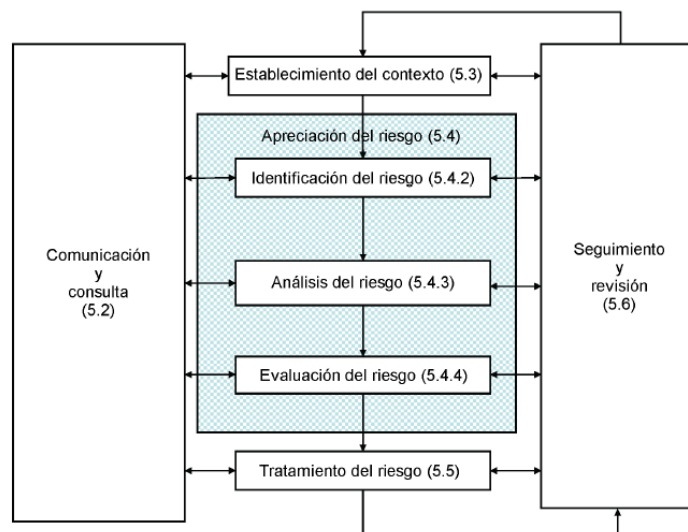 Establecimiento del contexto (5.3)
Apreciación del riesgo (5.4)
Identificación del riesgo (5.4.2)
Comunicación
y
consulta
(5.2)
Análisis del riesgo (5.4.3)
Seguimiento
y
revisión
(5.6)
Evaluación del riesgo (5.4.4)
Tratamiento del riesgo (5.5)